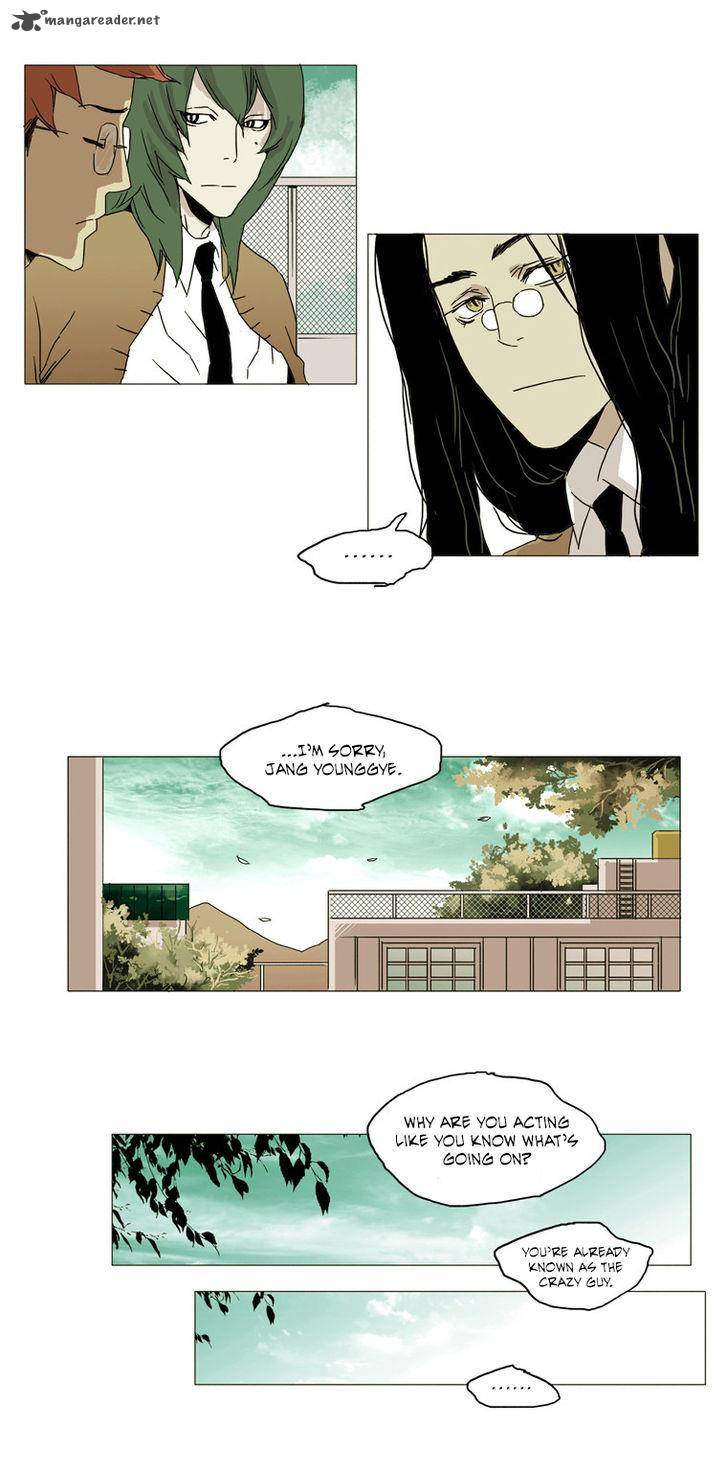 mangareader.net
......
...I'M SORRY,
JANG YOUNGGYE.
WHY ARE YOU ACTING
LIKE YOU KNOW WHAT'S
GOING ON?
YOU'RE ALREADY
KNOWN AS THE
CRAZY GUY.
......